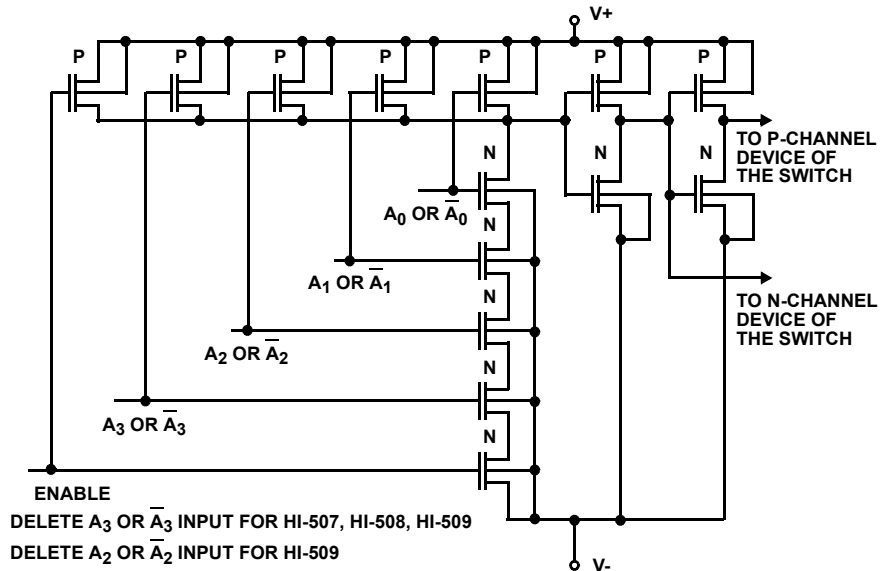 V+
P
P
P
P
P
P
P
TO P-CHANNEL
DEVICE OF
THE SWITCH
N
N
N
A0 OR A̅0
N
A1 OR A̅1
TO N-CHANNEL
DEVICE OF
THE SWITCH
N
A2 OR A̅2
N
A3 OR A̅3
N
ENABLE
DELETE A3 OR A̅3 INPUT FOR HI-507, HI-508, HI-509
DELETE A2 OR A̅2 INPUT FOR HI-509
V-